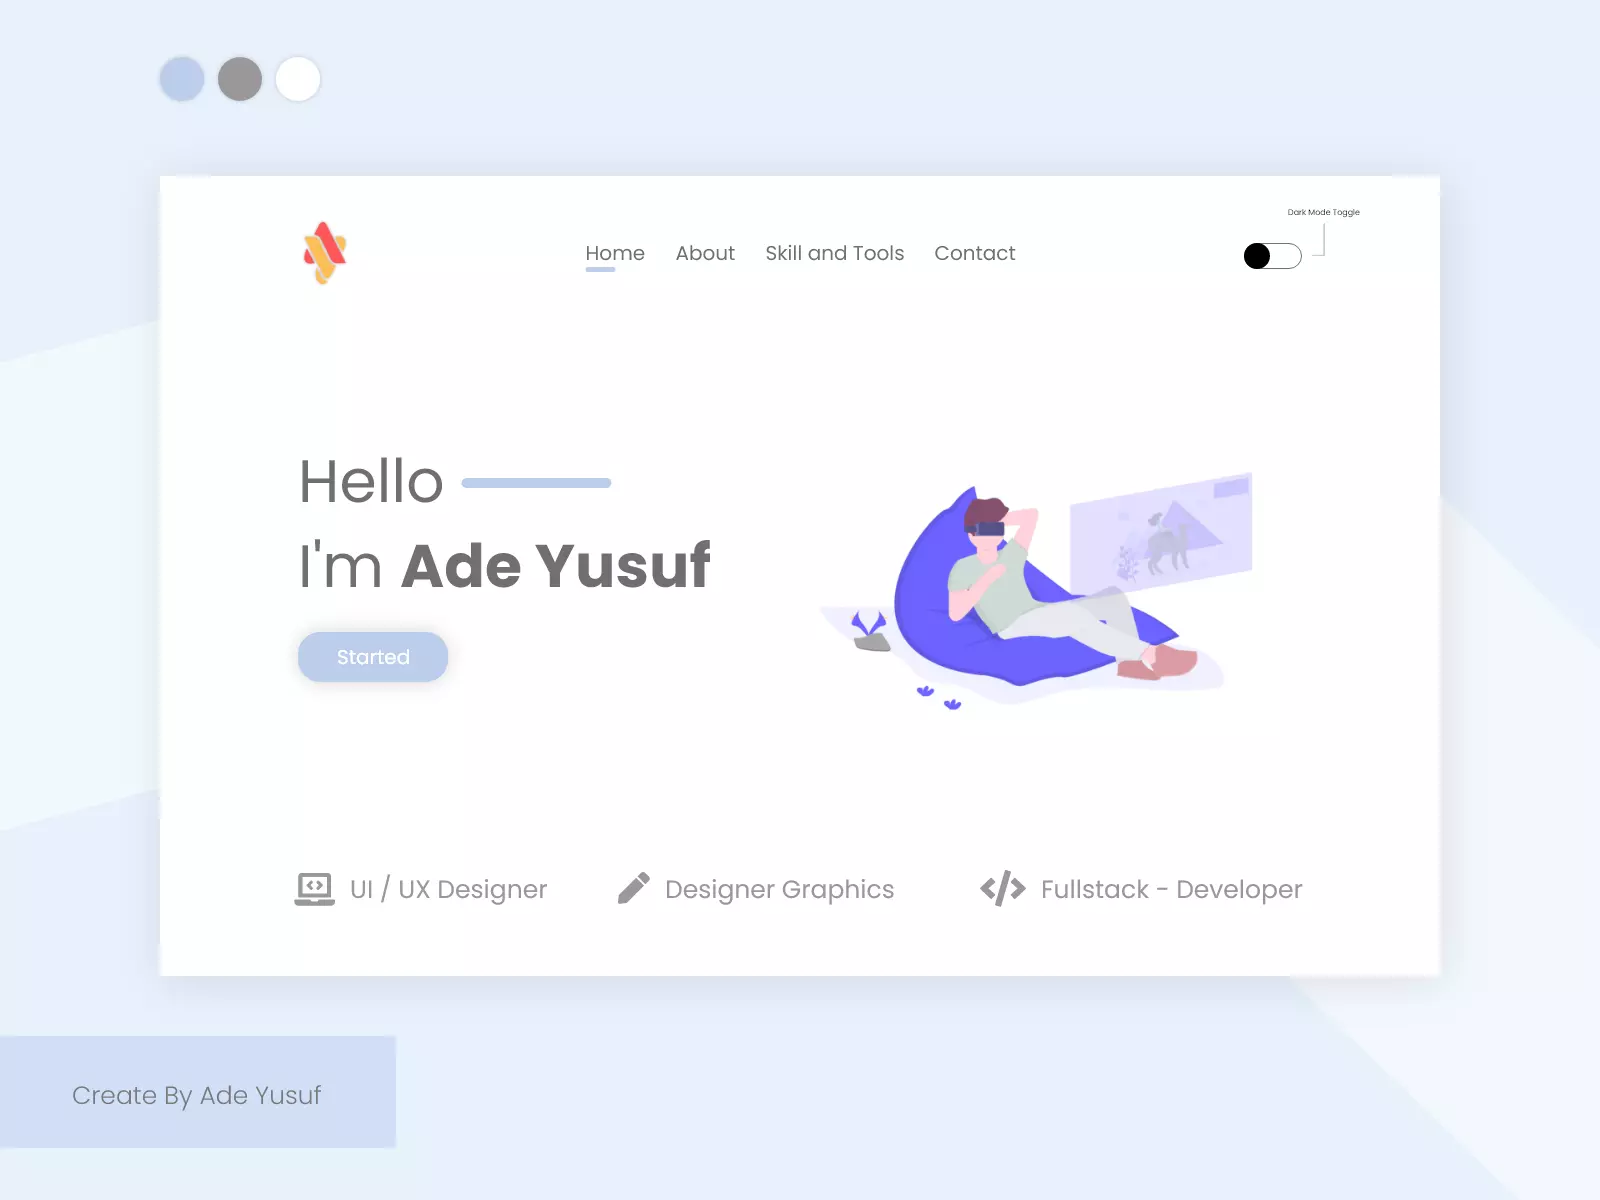 Dark Mode Toggle
Home About Skill and Tools Contact
Hello
I'm Ade Yusuf
Started
UI / UX Designer Designer Graphics Fullstack - Developer
Create By Ade Yusuf